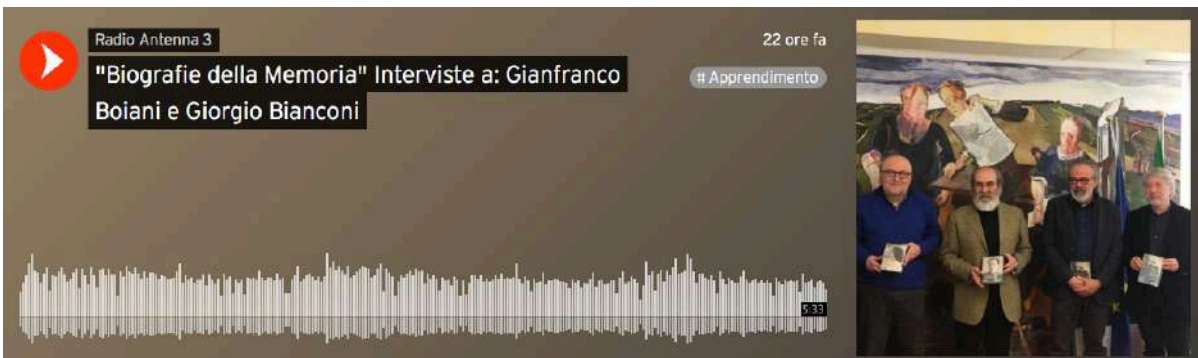 Radio Antenna 3
22 ore fa
"Biografie della Memoria" Interviste a: Gianfranco
Boiani e Giorgio Bianconi
# Apprendimento
5:33